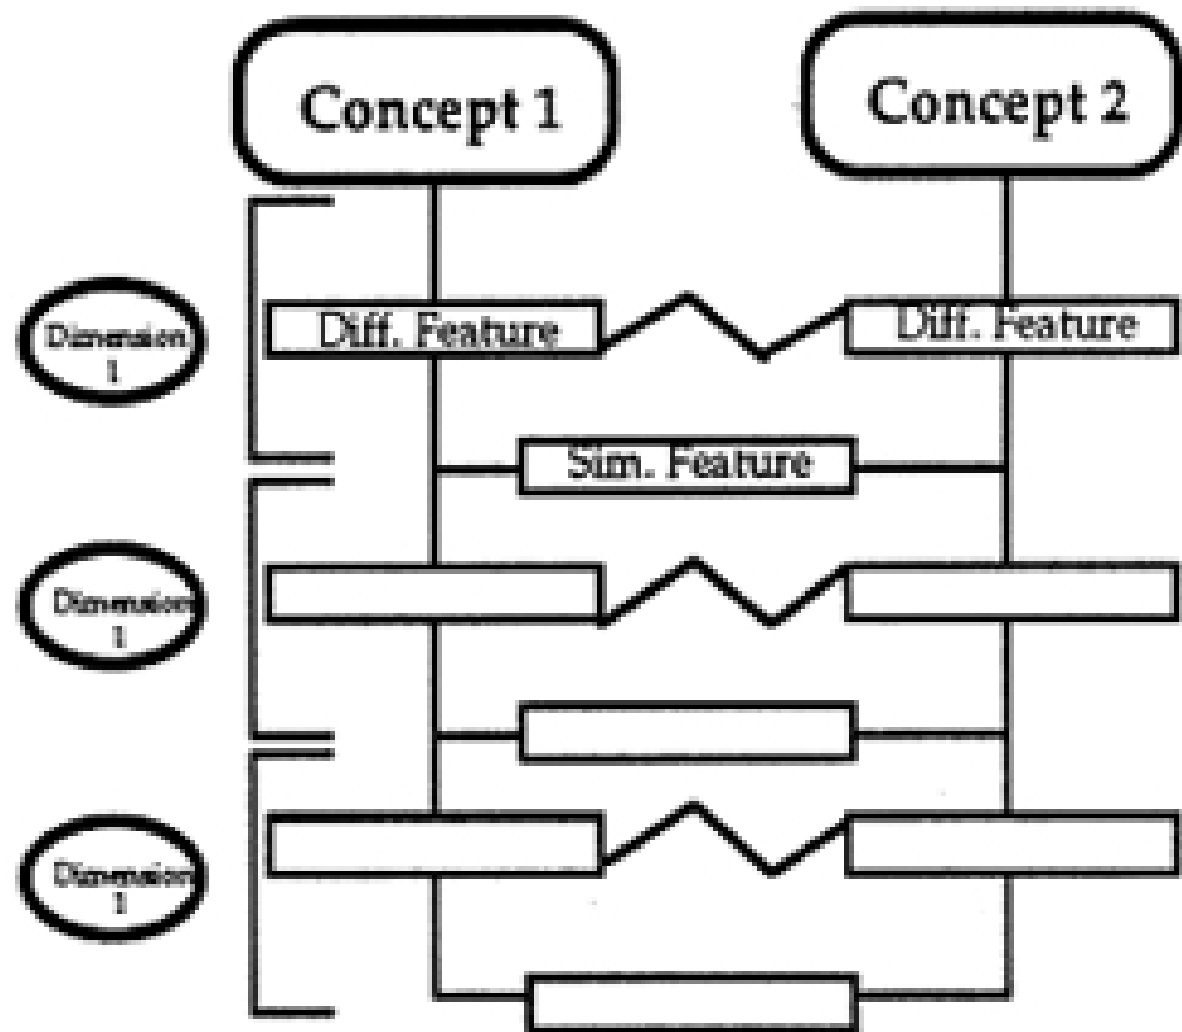 Concept 1
Concept 2
Dimension
1
Diff. Feature
Diff. Feature
Sim. Feature
Dimension
1
Dimension
1